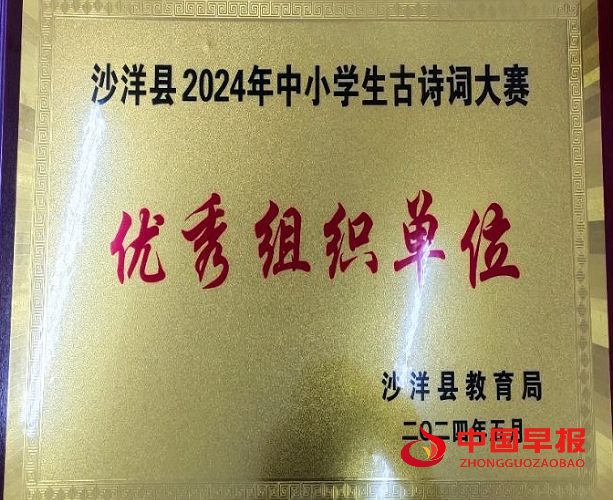 沙洋县2024年中小学生古诗词大赛
优秀组织单位
沙洋县教育局
二〇二四年五月
中国早报
ZHONGGUOZAOBAO